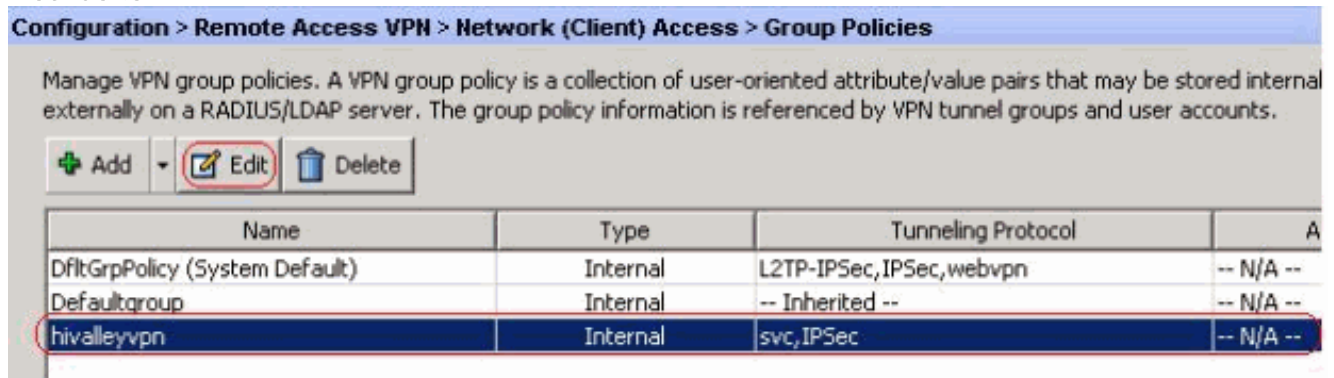 Configuration > Remote Access VPN > Network (Client) Access > Group Policies
Manage VPN group policies. A VPN group policy is a collection of user-oriented attribute/value pairs that may be stored internal
externally on a RADIUS/LDAP server. The group policy information is referenced by VPN tunnel groups and user accounts.
Add Edit Delete
Name Type Tunneling Protocol A
DfltGrpPolicy (System Default) Internal L2TP-IPSec,IPSec,webvpn -- N/A --
Defaultgroup Internal -- Inherited -- -- N/A --
hivalleyvpn Internal svc,IPSec -- N/A --